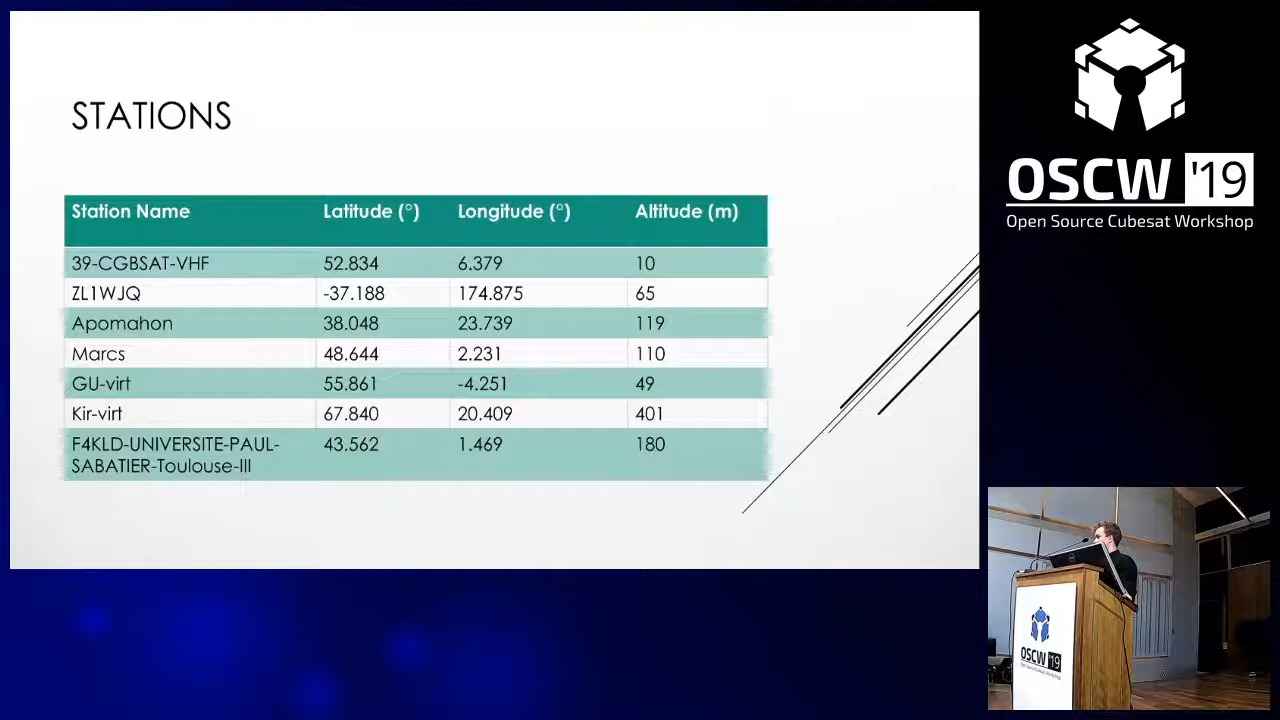 STATIONS
Station Name Latitude (°) Longitude (°) Altitude (m)
39-CGBSAT-VHF 52.834 6.379 10
ZL1WJQ -37.188 174.875 65
Apomahon 38.048 23.739 119
Marcs 48.644 2.231 110
GU-virt 55.861 -4.251 49
Kir-virt 67.840 20.409 401
F4KLD-UNIVERSITE-PAUL- 43.562 1.469 180
SABATIER-Toulouse-III
OSCW '19
Open Source Cubesat Workshop
OSCW '19